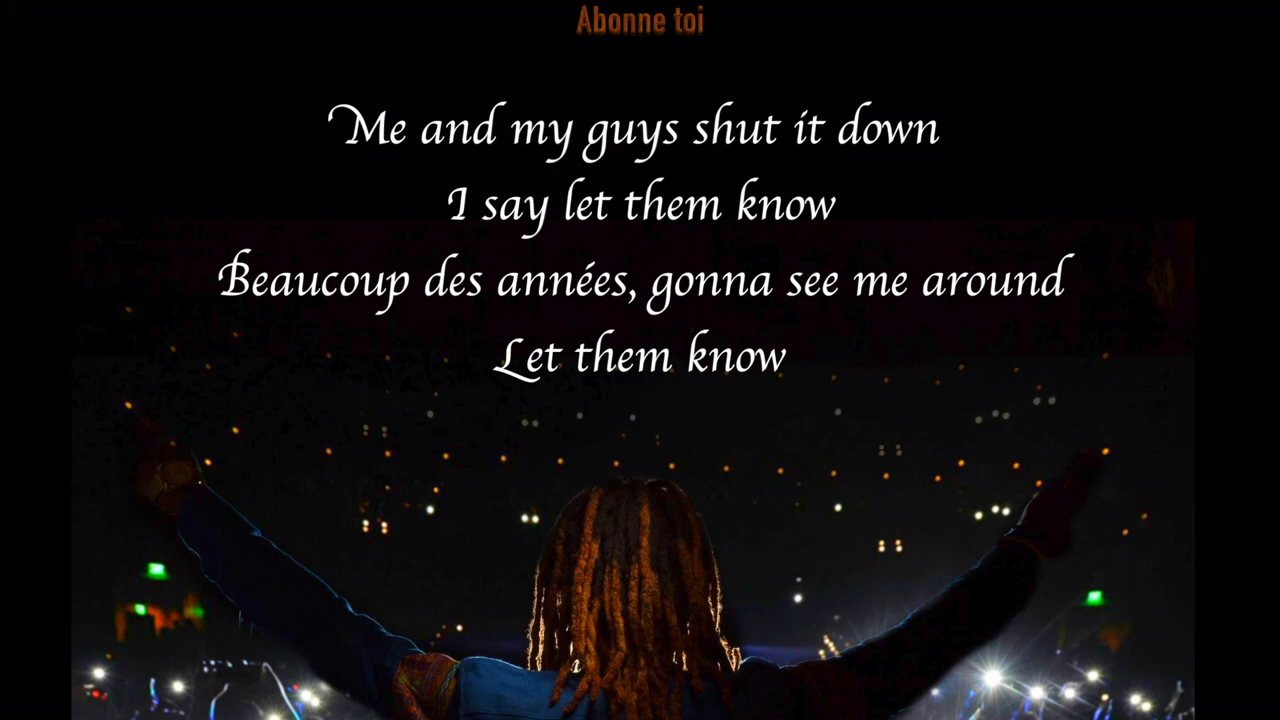 Abonne toi
Me and my guys shut it down
I say let them know
Beaucoup des années, gonna see me around
Let them know